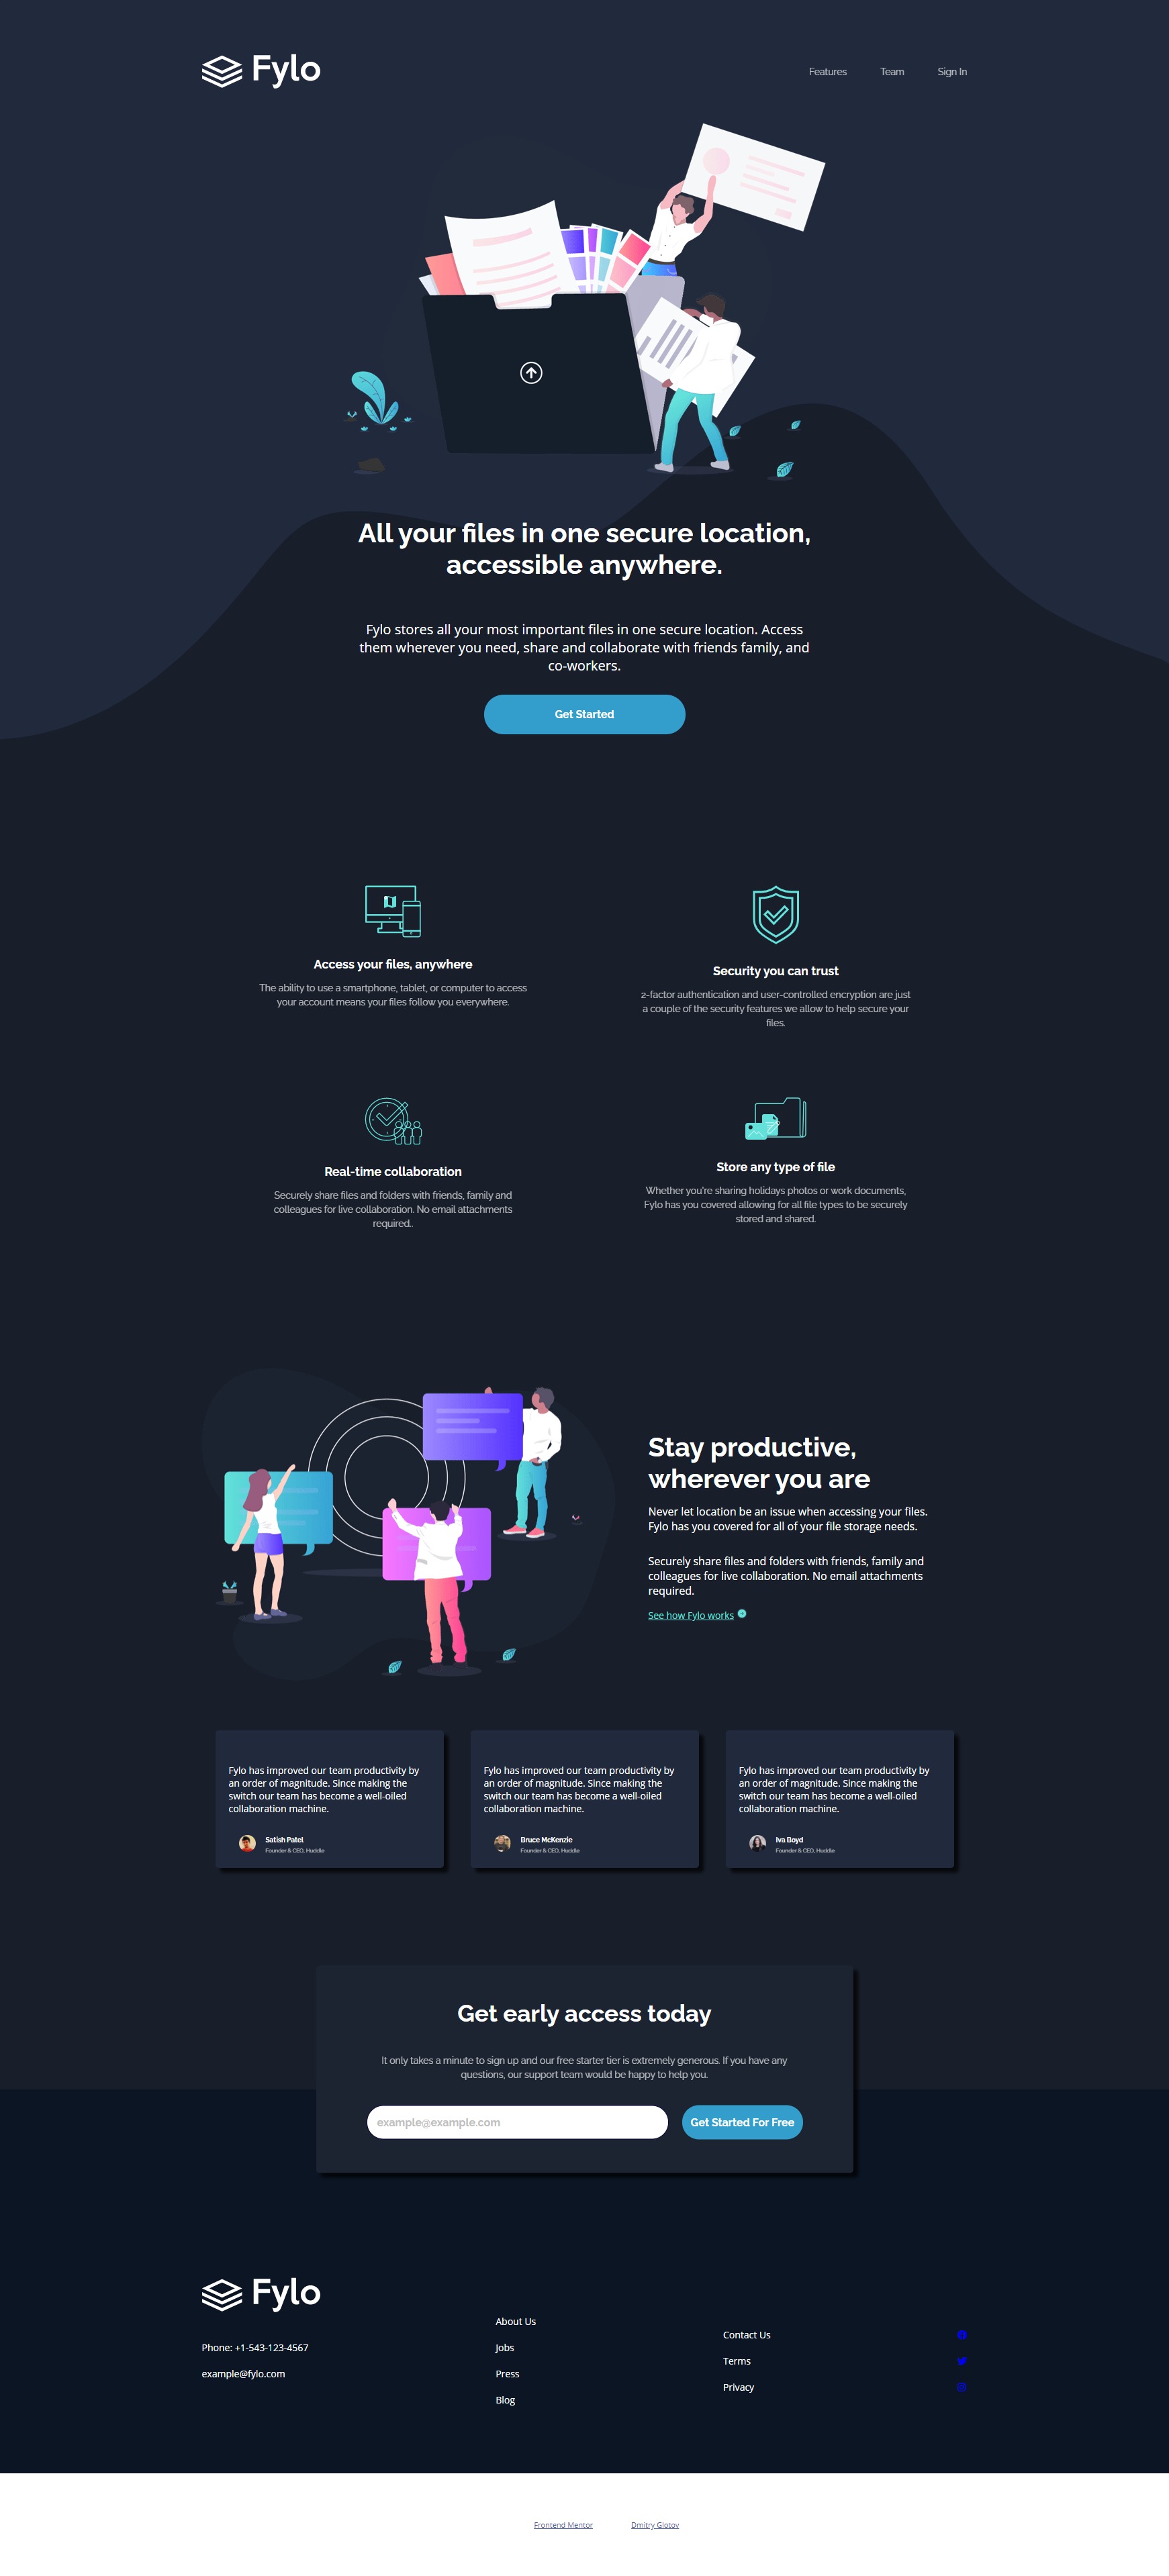 Fylo
Features
Team
Sign In
All your files in one secure location,
accessible anywhere.
Fylo stores all your most important files in one secure location. Access
them wherever you need, share and collaborate with friends family, and
co-workers.
Get Started
Access your files, anywhere
The ability to use a smartphone, tablet, or computer to access
your account means your files follow you everywhere.
Security you can trust
2-factor authentication and user-controlled encryption are just
a couple of the security features we allow to help secure your
files.
Real-time collaboration
Securely share files and folders with friends, family and
colleagues for live collaboration. No email attachments
required..
Store any type of file
Whether you're sharing holidays photos or work documents,
Fylo has you covered allowing for all file types to be securely
stored and shared.
Stay productive,
wherever you are
Never let location be an issue when accessing your files.
Fylo has you covered for all of your file storage needs.
Securely share files and folders with friends, family and
colleagues for live collaboration. No email attachments
required.
See how Fylo works
Fylo has improved our team productivity by
an order of magnitude. Since making the
switch our team has become a well-oiled
collaboration machine.
Satish Patel
Founder & CEO, Huddle
Fylo has improved our team productivity by
an order of magnitude. Since making the
switch our team has become a well-oiled
collaboration machine.
Bruce McKenzie
Founder & CEO, Huddle
Fylo has improved our team productivity by
an order of magnitude. Since making the
switch our team has become a well-oiled
collaboration machine.
Iva Boyd
Founder & CEO, Huddle
Get early access today
It only takes a minute to sign up and our free starter tier is extremely generous. If you have any
questions, our support team would be happy to help you.
example@example.com
Get Started For Free
Fylo
Phone: +1-543-123-4567
example@fylo.com
About Us
Jobs
Press
Blog
Contact Us
Terms
Privacy
Frontend Mentor
Dmitry Glotov